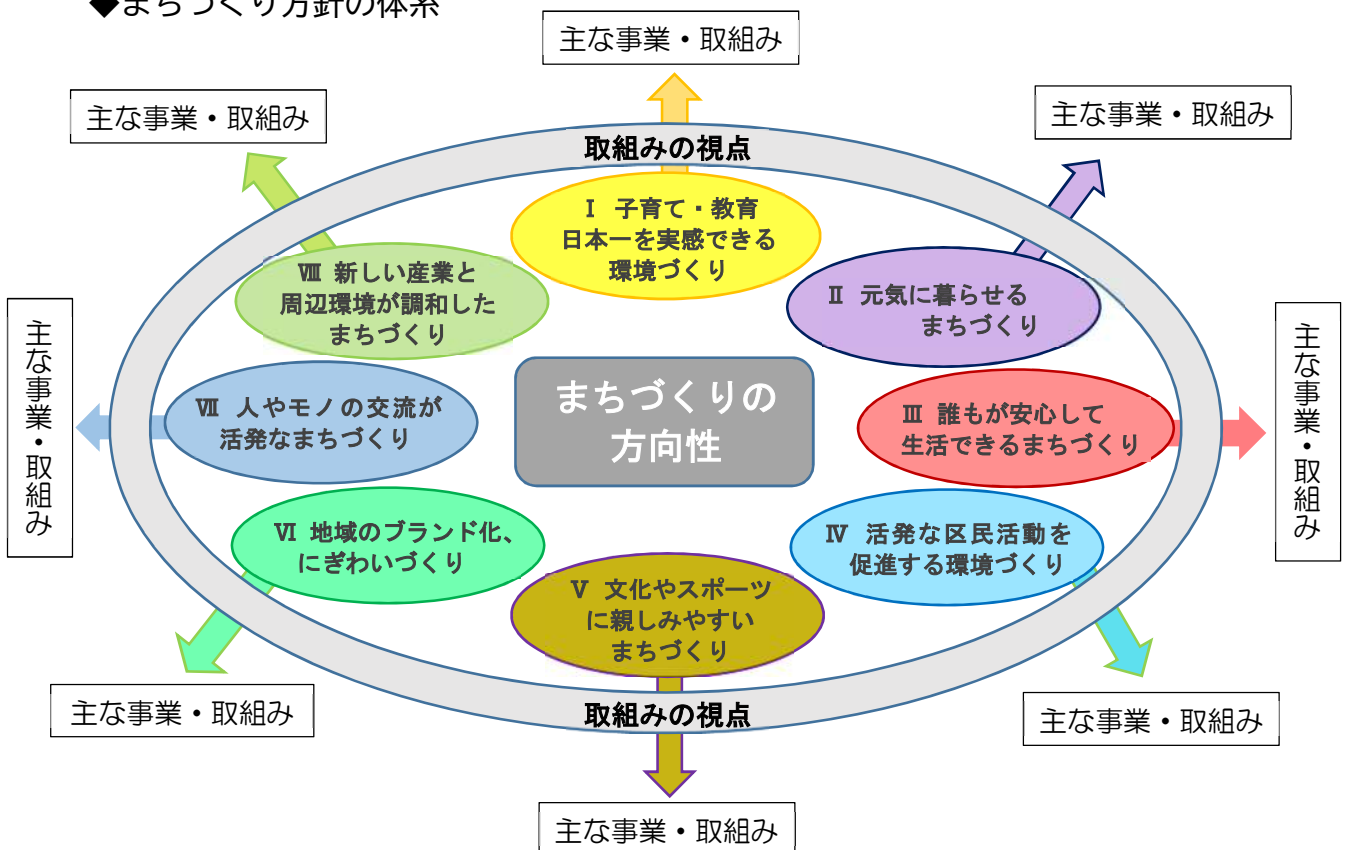 ◆まちづくり方針の体系
主な事業・取組み
主な事業・取組み
主な事業・取組み
取組みの視点
Ⅰ 子育て・教育
日本一を実感できる
環境づくり
Ⅷ 新しい産業と
周辺環境が調和した
まちづくり
Ⅱ 元気に暮らせる
まちづくり
主な事業・取組み
主な事業・取組み
まちづくりの
方向性
Ⅶ 人やモノの交流が
活発なまちづくり
Ⅲ 誰もが安心して
生活できるまちづくり
Ⅵ 地域のブランド化、
にぎわいづくり
Ⅳ 活発な区民活動を
促進する環境づくり
Ⅴ 文化やスポーツ
に親しみやすい
まちづくり
取組みの視点
主な事業・取組み
主な事業・取組み
主な事業・取組み